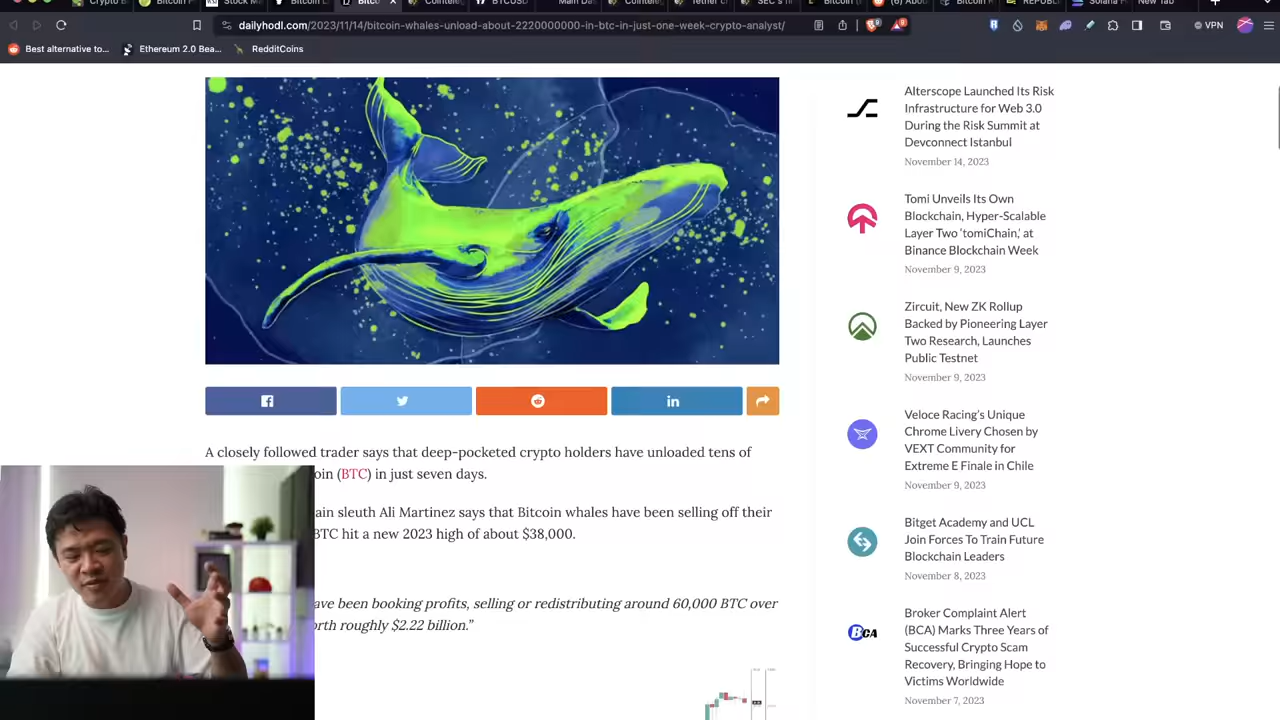 dailyhodl.com/2023/11/14/bitcoin-whales-unload-about-2220000000-in-btc-in-just-one-week-crypto-analyst/
VPN
Best alternative to...
Ethereum 2.0 Bea...
RedditCoins
A closely followed trader says that deep-pocketed crypto holders have unloaded tens of
oin (BTC) in just seven days.
ain sleuth Ali Martinez says that Bitcoin whales have been selling off their
BTC hit a new 2023 high of about $38,000.
ave been booking profits, selling or redistributing around 60,000 BTC over
orth roughly $2.22 billion.”
Alterscope Launched Its Risk
Infrastructure for Web 3.0
During the Risk Summit at
Devconnect Istanbul
November 14, 2023
Tomi Unveils Its Own
Blockchain, Hyper-Scalable
Layer Two ‘tomiChain,’ at
Binance Blockchain Week
November 9, 2023
Zircuit, New ZK Rollup
Backed by Pioneering Layer
Two Research, Launches
Public Testnet
November 9, 2023
Veloce Racing’s Unique
Chrome Livery Chosen by
VEXT Community for
Extreme E Finale in Chile
November 9, 2023
Bitget Academy and UCL
Join Forces To Train Future
Blockchain Leaders
November 8, 2023
BCA
Broker Complaint Alert
(BCA) Marks Three Years of
Successful Crypto Scam
Recovery, Bringing Hope to
Victims Worldwide
November 7, 2023